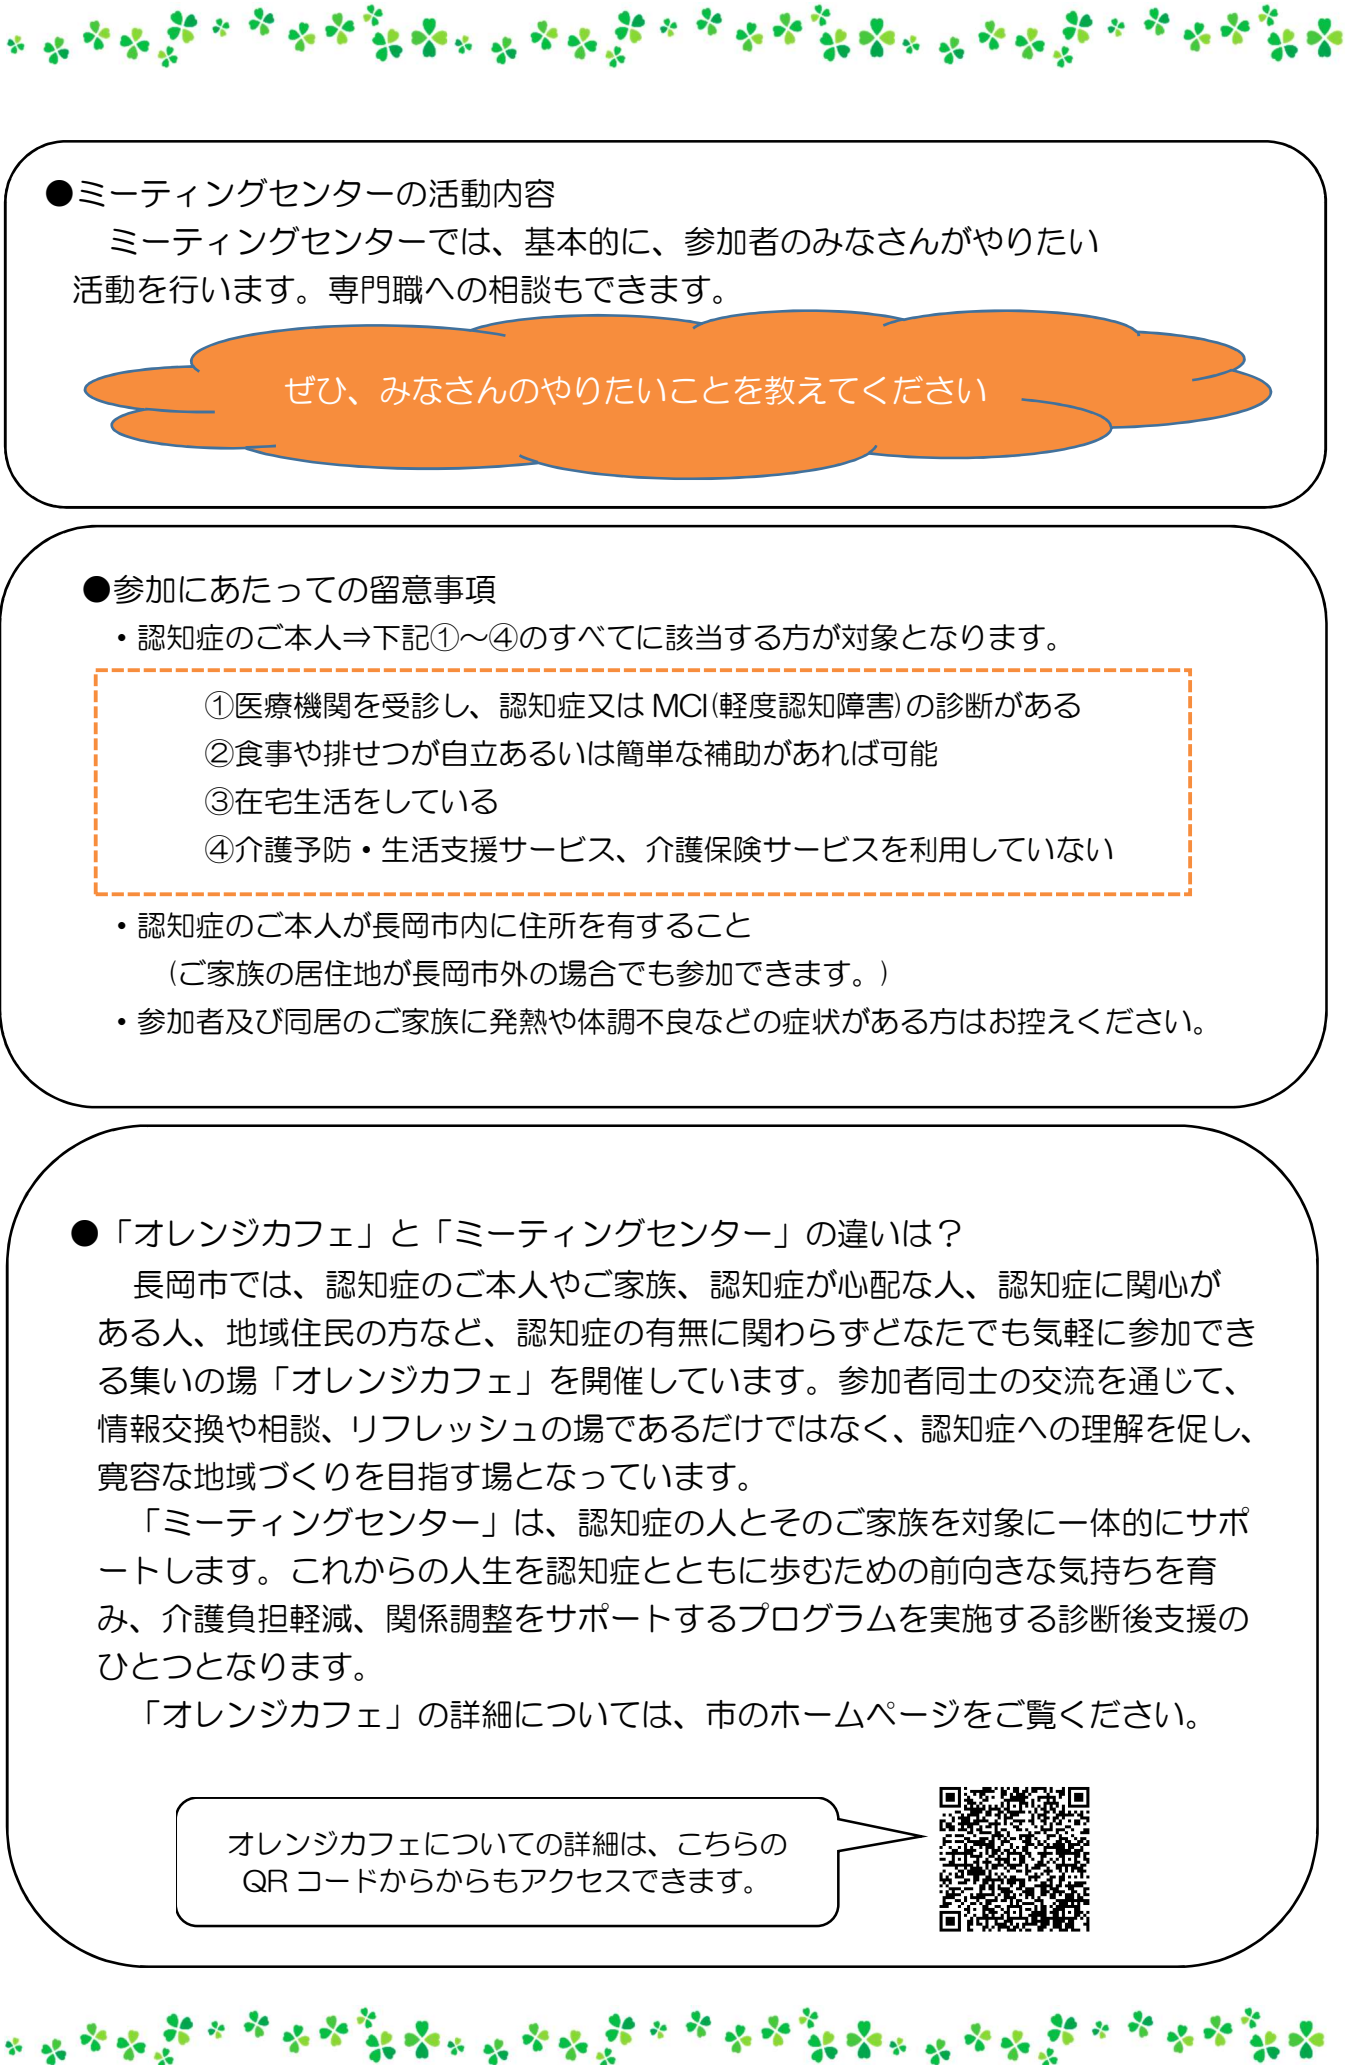 ●ミーティングセンターの活動内容
ミーティングセンターでは、基本的に、参加者のみなさんがやりたい
活動を行います。専門職への相談もできます。
ぜひ、みなさんのやりたいことを教えてください
●参加にあたっての留意事項
・認知症のご本人⇒下記①～④のすべてに該当する方が対象となります。
①医療機関を受診し、認知症又は MCI(軽度認知障害)の診断がある
②食事や排せつが自立あるいは簡単な補助があれば可能
③在宅生活をしている
④介護予防・生活支援サービス、介護保険サービスを利用していない
・認知症のご本人が長岡市内に住所を有すること
(ご家族の居住地が長岡市外の場合でも参加できます。)
・参加者及び同居のご家族に発熱や体調不良などの症状がある方はお控えください。
●「オレンジカフェ」と「ミーティングセンター」の違いは？
長岡市では、認知症のご本人やご家族、認知症が心配な人、認知症に関心が
ある人、地域住民の方など、認知症の有無に関わらずどなたでも気軽に参加でき
る集いの場「オレンジカフェ」を開催しています。参加者同士の交流を通じて、
情報交換や相談、リフレッシュの場であるだけではなく、認知症への理解を促し、
寛容な地域づくりを目指す場となっています。
「ミーティングセンター」は、認知症の人とそのご家族を対象に一体的にサポ
ートします。これからの人生を認知症とともに歩むための前向きな気持ちを育
み、介護負担軽減、関係調整をサポートするプログラムを実施する診断後支援の
ひとつとなります。
「オレンジカフェ」の詳細については、市のホームページをご覧ください。
オレンジカフェについての詳細は、こちらの
QR コードからからもアクセスできます。